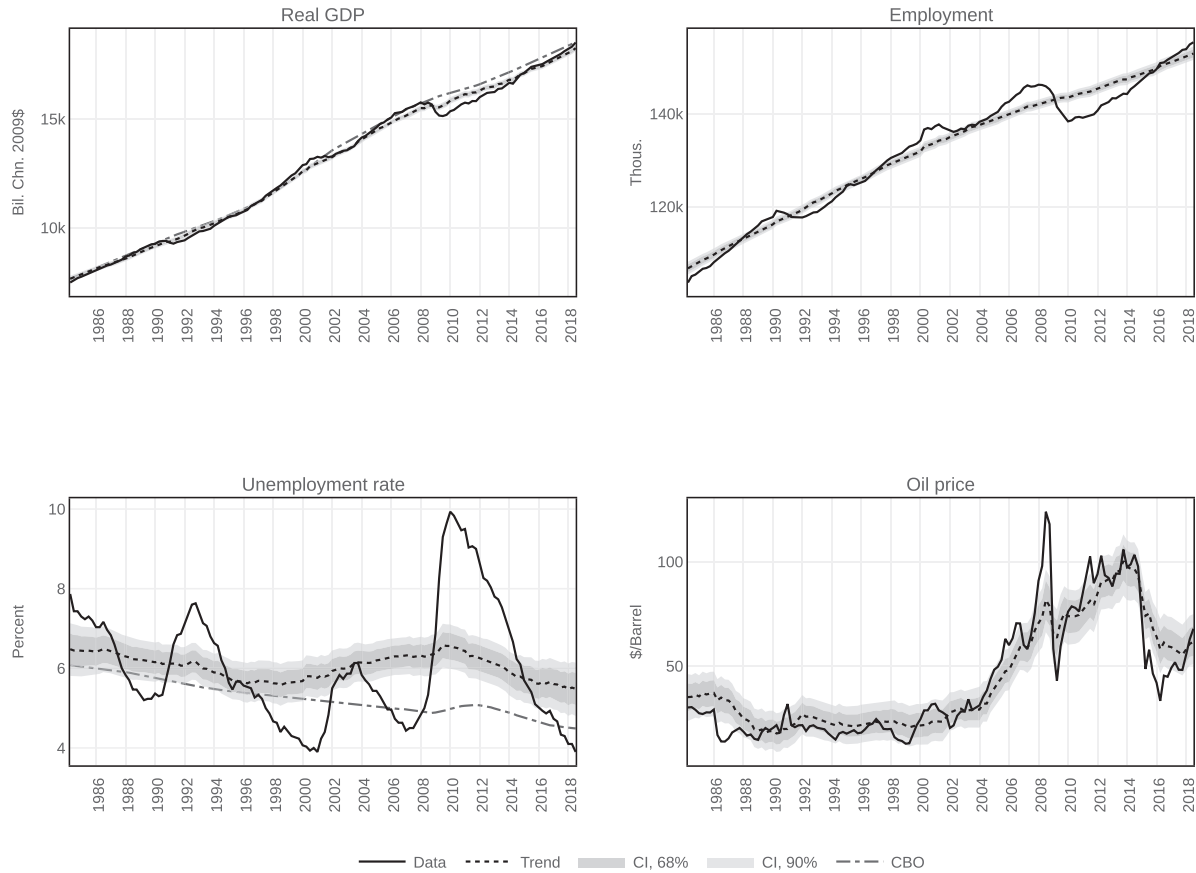 Real GDP
Employment
Bil. Chn. 2009$
15k
10k
1986 1988 1990 1992 1994 1996 1998 2000 2002 2004 2006 2008 2010 2012 2014 2016 2018
Thous.
140k
120k
1986 1988 1990 1992 1994 1996 1998 2000 2002 2004 2006 2008 2010 2012 2014 2016 2018
Unemployment rate
Oil price
Percent
10
8
6
4
1986 1988 1990 1992 1994 1996 1998 2000 2002 2004 2006 2008 2010 2012 2014 2016 2018
$/Barrel
100
50
1986 1988 1990 1992 1994 1996 1998 2000 2002 2004 2006 2008 2010 2012 2014 2016 2018
Data Trend CI, 68% CI, 90% CBO